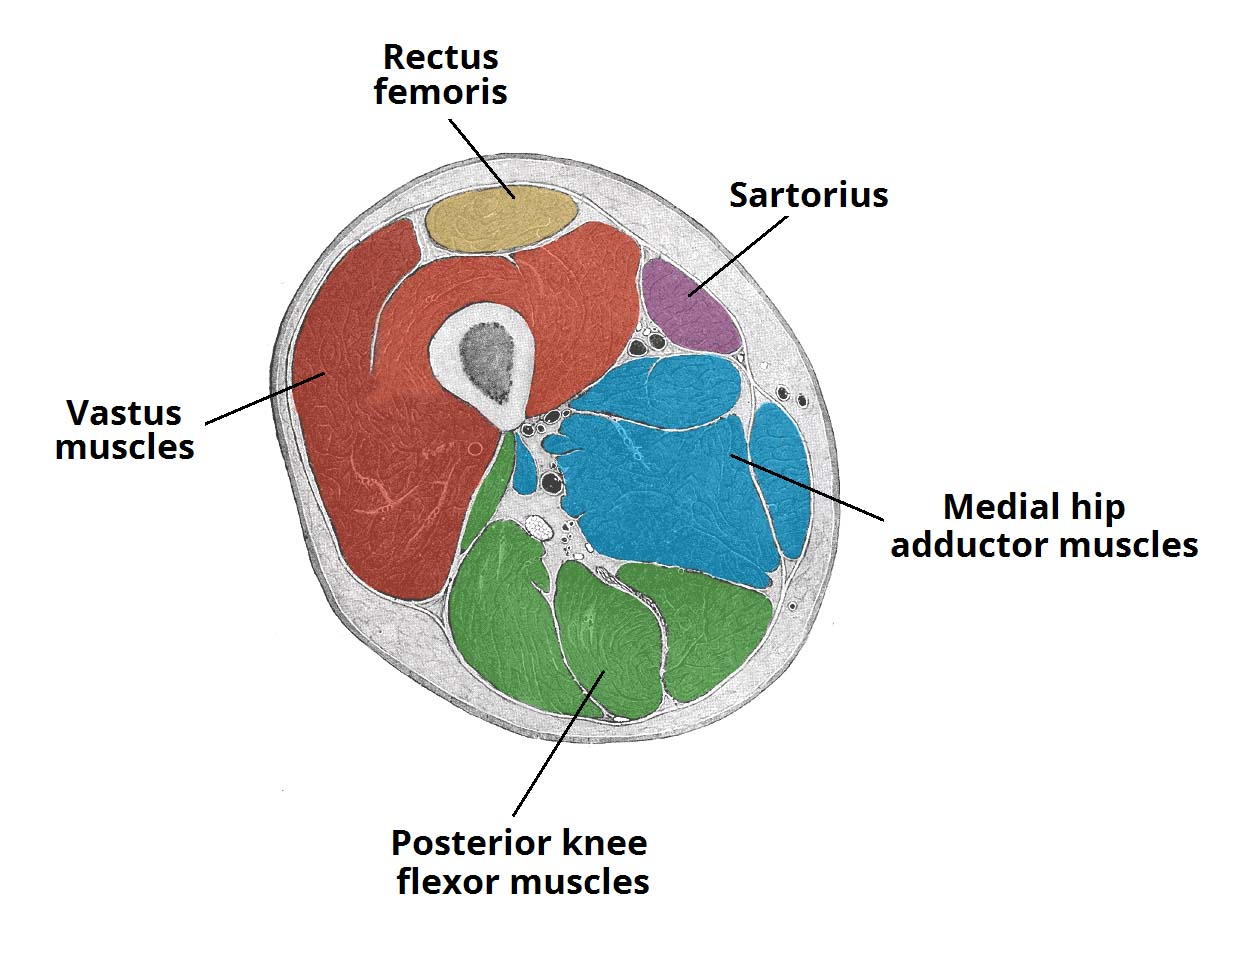 Rectus
femoris
Sartorius
Vastus
muscles
Medial hip
adductor muscles
Posterior knee
flexor muscles